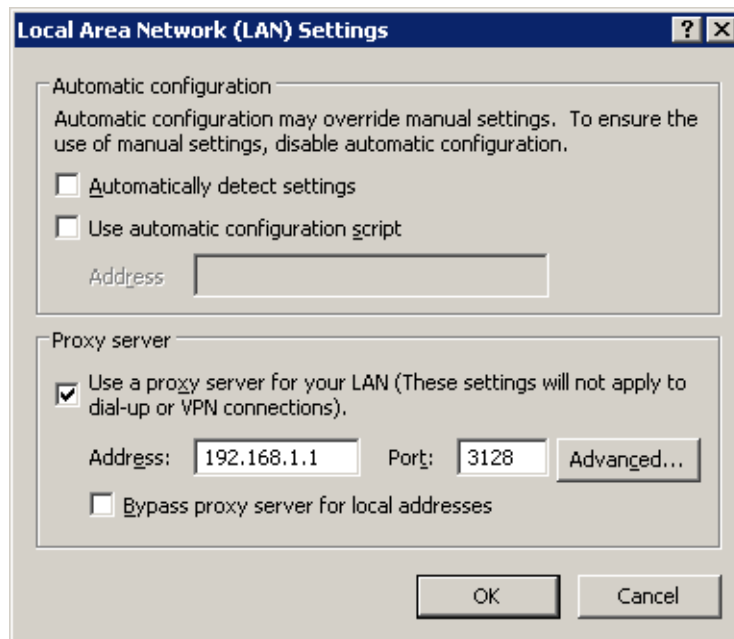 Local Area Network (LAN) Settings
Automatic configuration
Automatic configuration may override manual settings. To ensure the
use of manual settings, disable automatic configuration.
Automatically detect settings
Use automatic configuration script
Address
Proxy server
Use a proxy server for your LAN (These settings will not apply to
dial-up or VPN connections).
Address: 192.168.1.1 Port: 3128 Advanced...
Bypass proxy server for local addresses
OK Cancel